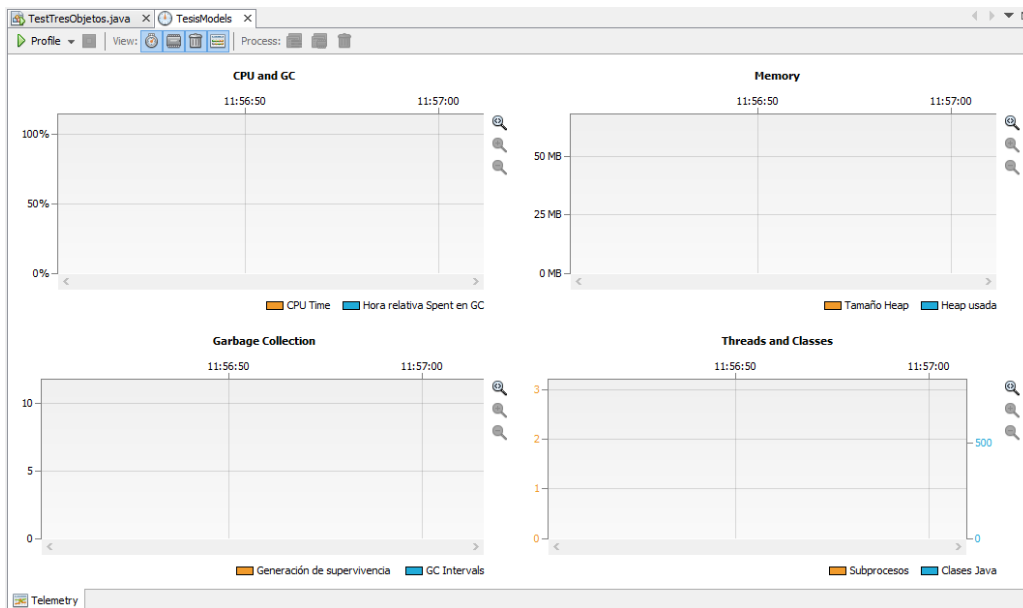 TestTresObjetos.java
TesisModels
Profile
View:
Process:
CPU and GC
11:56:50 11:57:00
100%
50%
0%
CPU Time Hora relativa Spent en GC
Memory
11:56:50 11:57:00
50 MB
25 MB
0 MB
Tamaño Heap Heap usada
Garbage Collection
11:56:50 11:57:00
10
5
0
Generación de supervivencia GC Intervals
Threads and Classes
11:56:50 11:57:00
3
2
1
0
500
0
Subprocesos Clases Java
Telemetry